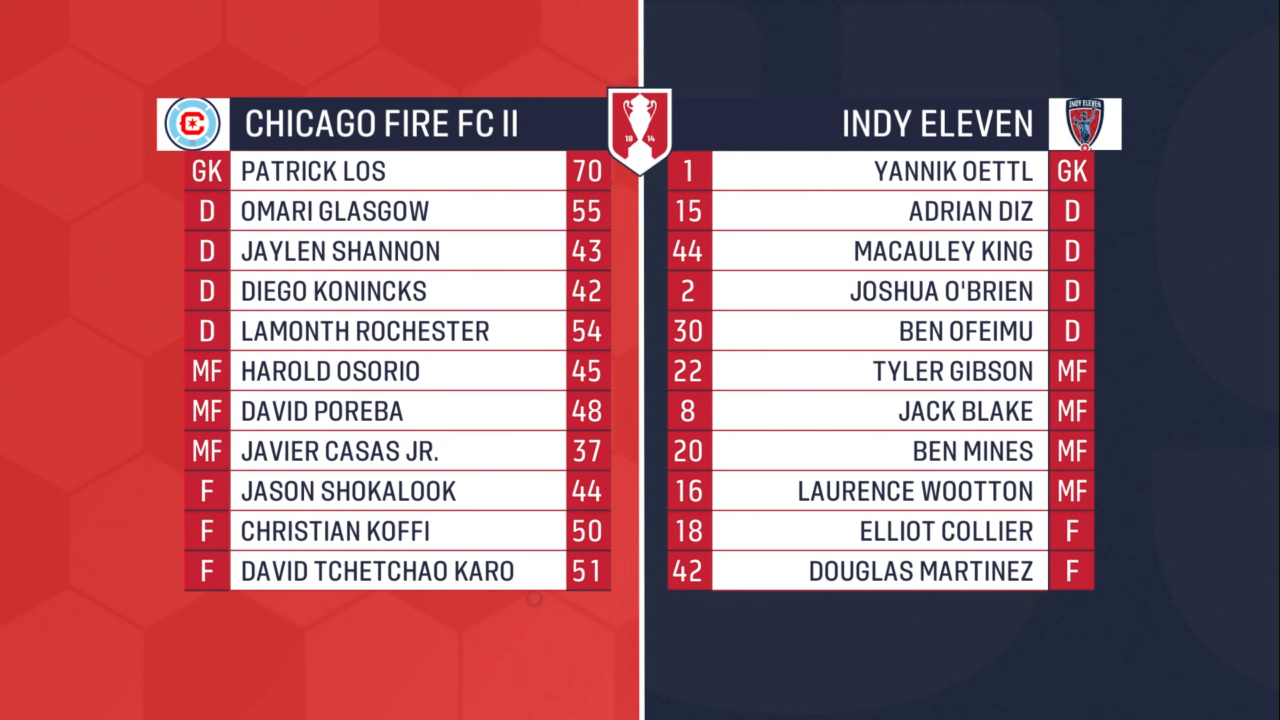 CHICAGO FIRE FC II
GK PATRICK LOS 70
D OMARI GLASGOW 55
D JAYLEN SHANNON 43
D DIEGO KONINCKS 42
D LAMONTH ROCHESTER 54
MF HAROLD OSORIO 45
MF DAVID POREBA 48
MF JAVIER CASAS JR. 37
F JASON SHOKALOOK 44
F CHRISTIAN KOFFI 50
F DAVID TCHETCHAO KARO 51
C
19 14
INDY ELEVEN
INDY ELEVEN
1 YANNIK OETTL GK
15 ADRIAN DIZ D
44 MACAULEY KING D
2 JOSHUA O'BRIEN D
30 BEN OFEIMU D
22 TYLER GIBSON MF
8 JACK BLAKE MF
20 BEN MINES MF
16 LAURENCE WOOTTON MF
18 ELLIOT COLLIER F
42 DOUGLAS MARTINEZ F